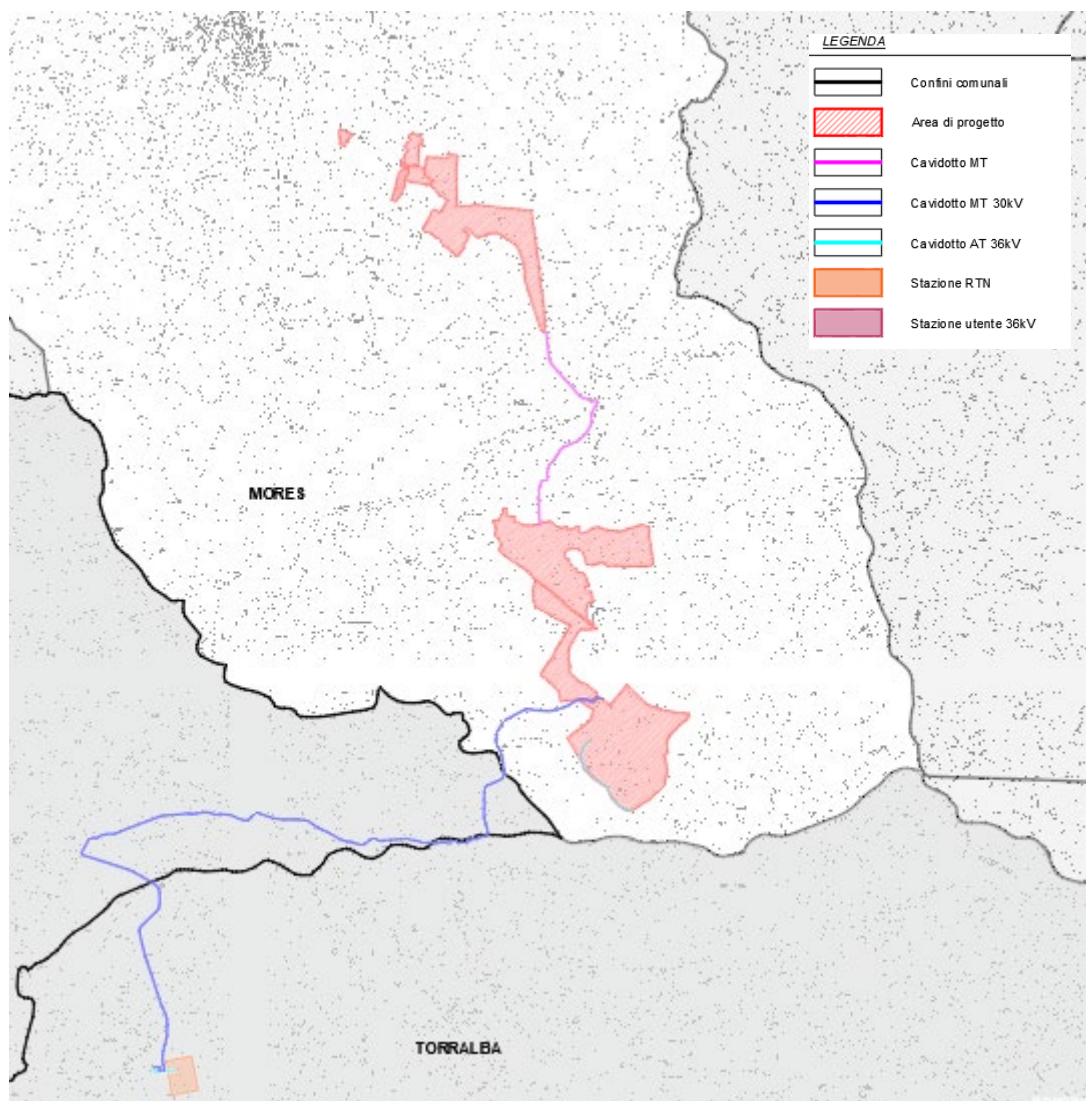 LEGENDA
Confini comunali
Area di progetto
Cavidotto MT
Cavidotto MT 30kV
Cavidotto AT 36kV
Stazione RTN
Stazione utente 36kV
MORES
TORRALBA